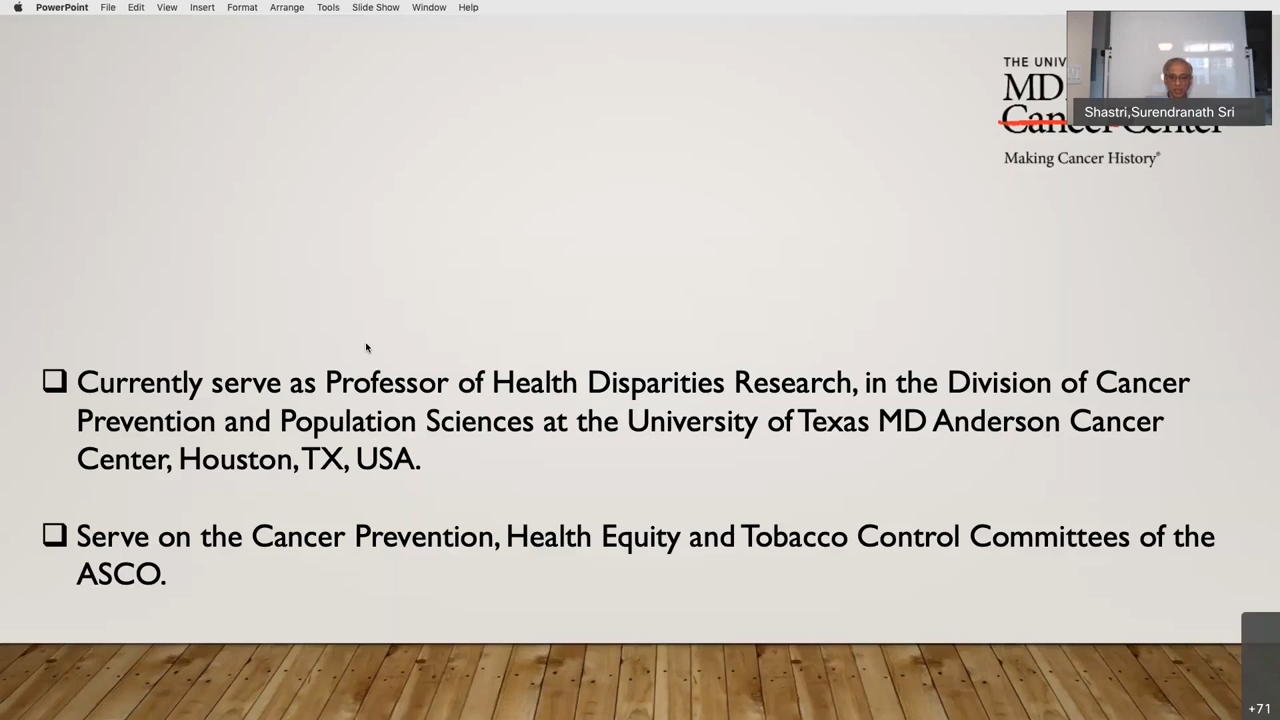 PowerPoint File Edit View Insert Format Arrange Tools Slide Show Window Help
THE UNIV
MD
Cancer Center
Making Cancer History®
Shastri,Surendranath Sri
Currently serve as Professor of Health Disparities Research, in the Division of Cancer
Prevention and Population Sciences at the University of Texas MD Anderson Cancer
Center, Houston, TX, USA.
Serve on the Cancer Prevention, Health Equity and Tobacco Control Committees of the
ASCO.
+71